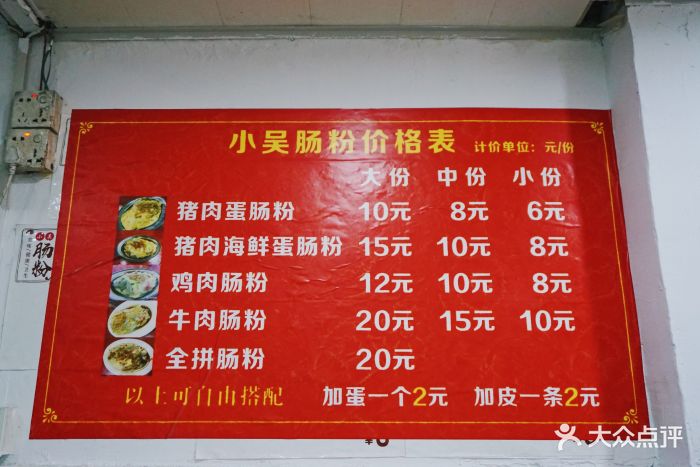 小吴肠粉价格表 计价单位：元/份
大份 中份 小份
猪肉蛋肠粉 10元 8元 6元
猪肉海鲜蛋肠粉 15元 10元 8元
鸡肉肠粉 12元 10元 8元
牛肉肠粉 20元 15元 10元
全拼肠粉 20元
以上可自由搭配 加蛋一个2元 加皮一条2元
肠粉
大众点评